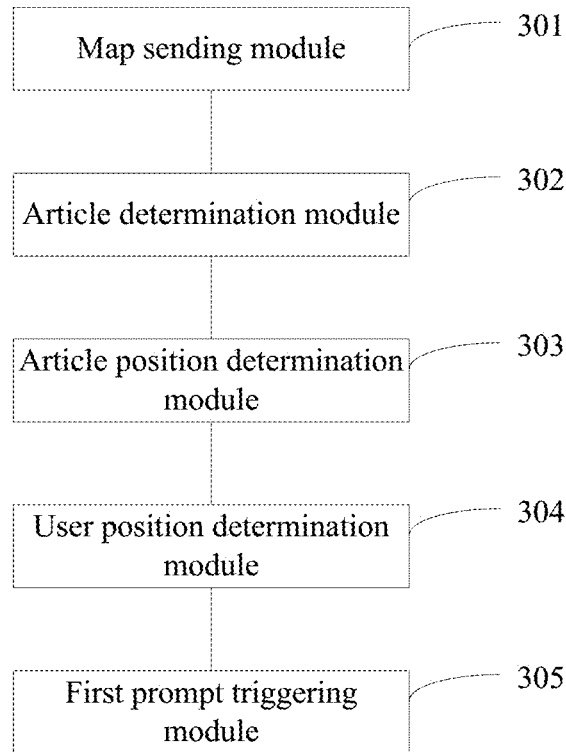 Map sending module
301
Article determination module
302
Article position determination
module
303
User position determination
module
304
First prompt triggering
module
305